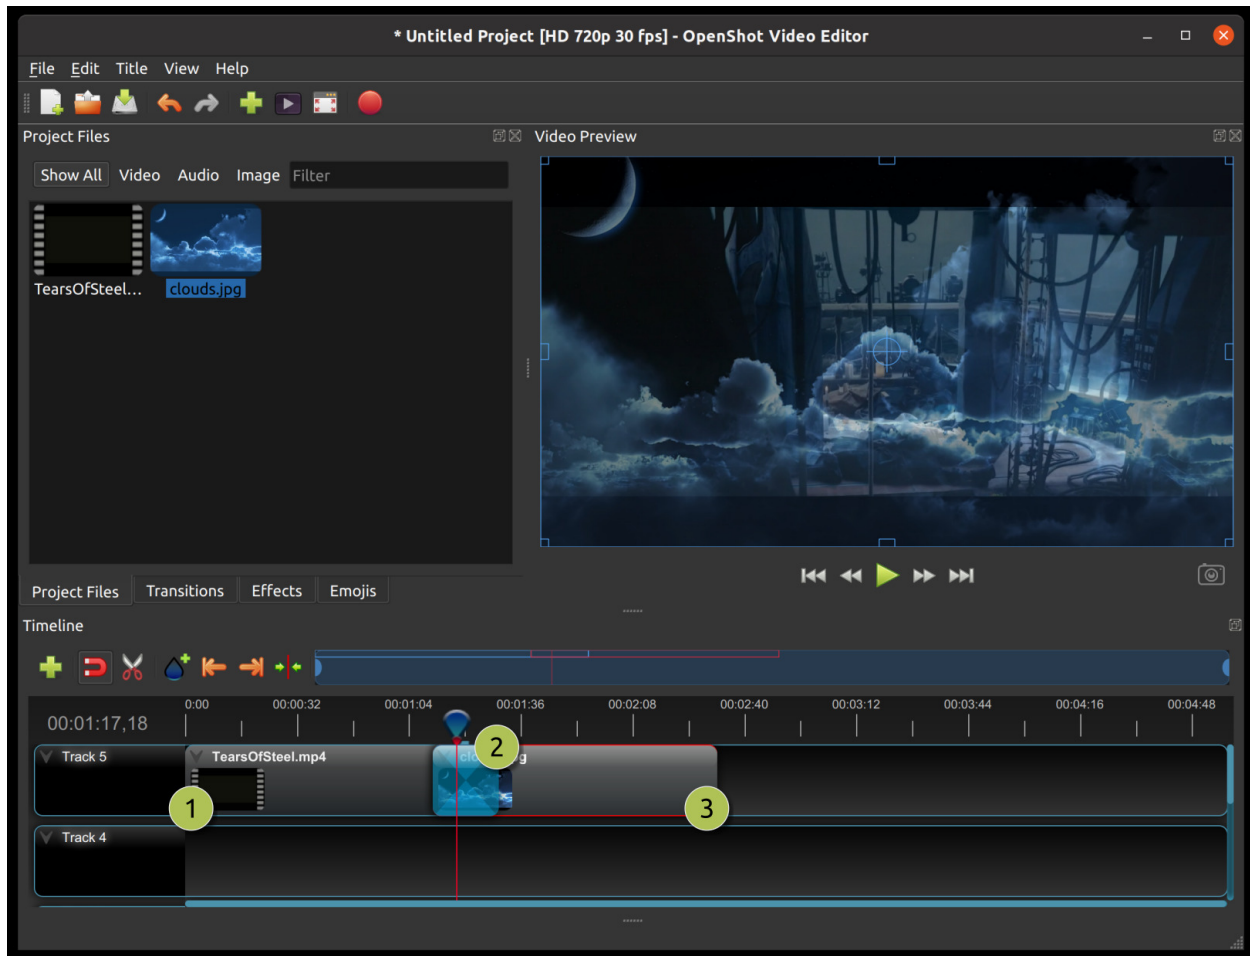 * Untitled Project [HD 720p 30 fps] - OpenShot Video Editor
File Edit Title View Help
Project Files
Video Preview
Show All Video Audio Image Filter
TearsOfSteel... clouds.jpg
Project Files Transitions Effects Emojis
Timeline
0:00 00:00:32 00:01:04 00:01:36 00:02:08 00:02:40 00:03:12 00:03:44 00:04:16 00:04:48
00:01:17,18
2
Track 5 TearsOfSteel.mp4
1 3
Track 4